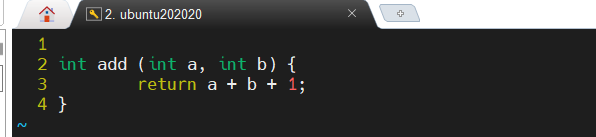 2. ubuntu202020
1
2 int add (int a, int b) {
3         return a + b + 1;
4 }
~